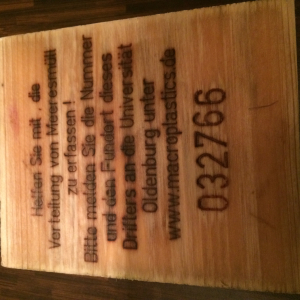 Helfen Sie mit die
Verteilung von Meeresmüll
zu erfassen!
Bitte melden Sie die Nummer
und den Fundort dieses
Drifters an die Universität
Oldenburg unter
www.macroplastics.de
032766